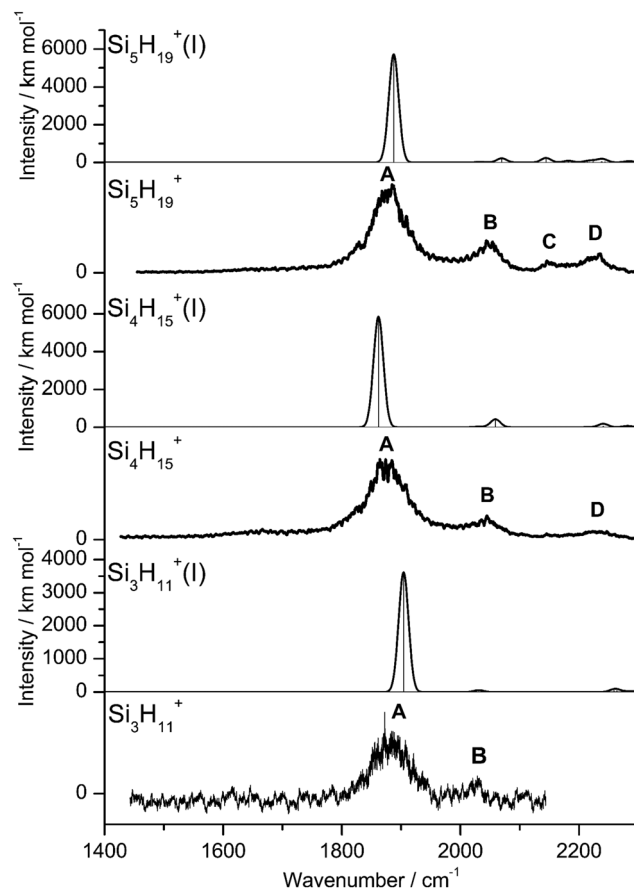 Si5H19+(I)
Intensity / km mol-1
6000
4000
2000
0
Si5H19+
A
B
C
D
0
Si4H15+(I)
Intensity / km mol-1
6000
4000
2000
0
Si4H15+
A
B
D
0
Si3H11+(I)
Intensity / km mol-1
4000
3000
2000
1000
0
Si3H11+
A
B
0
1400 1600 1800 2000 2200
Wavenumber / cm-1